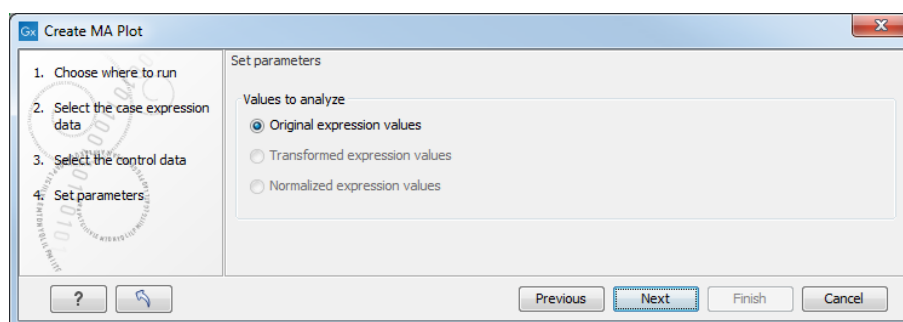 Gx Create MA Plot
1. Choose where to run
2. Select the case expression
data
3. Select the control data
4. Set parameters
Set parameters
Values to analyze
Original expression values
Transformed expression values
Normalized expression values
? Previous Next Finish Cancel